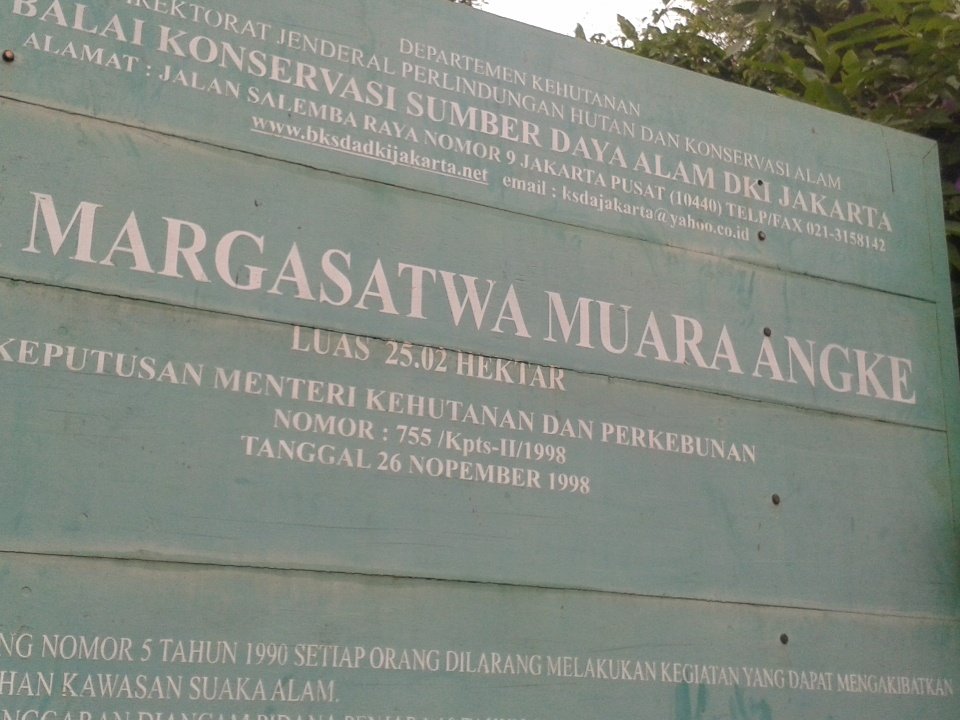 DEPARTEMEN KEHUTANAN
DIREKTORAT JENDERAL PERLINDUNGAN HUTAN DAN KONSERVASI ALAM
BALAI KONSERVASI SUMBER DAYA ALAM DKI JAKARTA
ALAMAT : JALAN SALEMBA RAYA NOMOR 9 JAKARTA PUSAT (10440) TELP/FAX 021-3158142
www.bksdadkijakarta.net email : ksdajakarta@yahoo.co.id
MARGASATWA MUARA ANGKE
LUAS 25.02 HEKTAR
KEPUTUSAN MENTERI KEHUTANAN DAN PERKEBUNAN
NOMOR : 755 /Kpts-II/1998
TANGGAL 26 NOPEMBER 1998
NG NOMOR 5 TAHUN 1990 SETIAP ORANG DILARANG MELAKUKAN KEGIATAN YANG DAPAT MENGAKIBATKAN
HAN KAWASAN SUAKA ALAM.